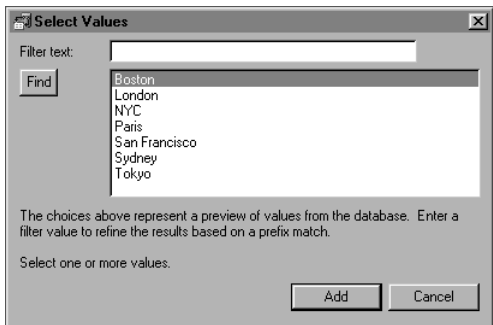 Select Values
Filter text:
Find
Boston
London
NYC
Paris
San Francisco
Sydney
Tokyo
The choices above represent a preview of values from the database. Enter a
filter value to refine the results based on a prefix match.
Select one or more values.
Add
Cancel